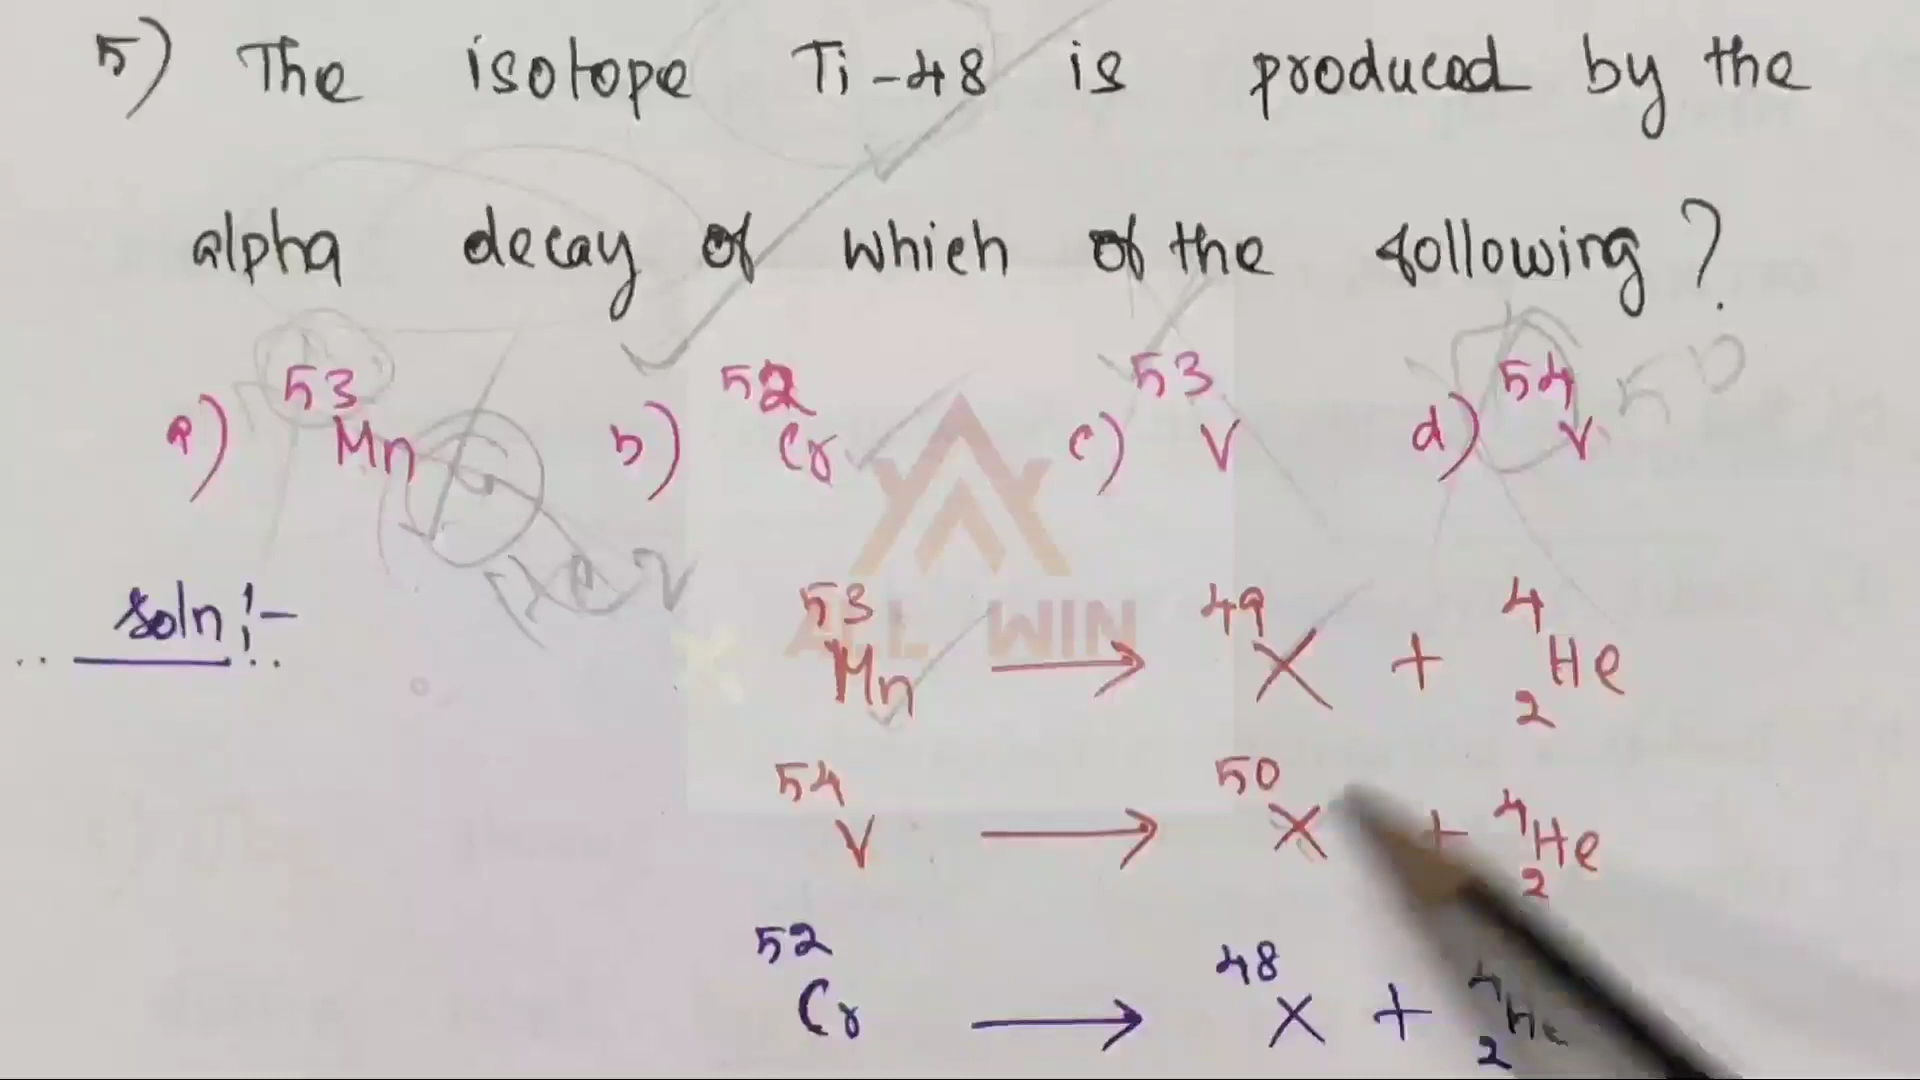 5) The isotope Ti-48 is produced by the
alpha decay of which of the following?
a) 53 Mn b) 52 Cr c) 53 V d) 54 V
soln:-
53 Mn → 49 X + 4 2 He
ALL WIN
54 V → 50 X + 4 2 He
52 Cr → 48 X + 4 2 He